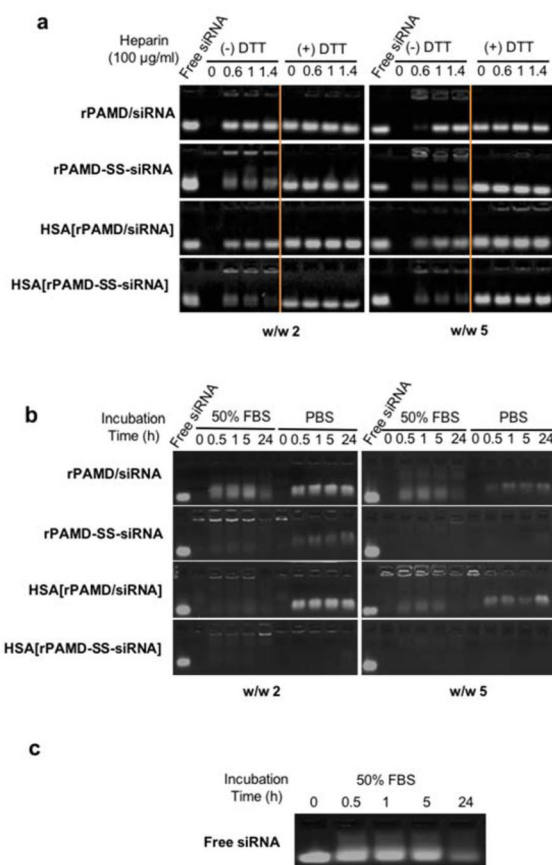 a
Heparin
(100 µg/ml)
Free siRNA
(-) DTT
(+) DTT
Free siRNA
(-) DTT
(+) DTT
0 0.6 1 1.4 0 0.6 1 1.4 0 0.6 1 1.4 0 0.6 1 1.4
rPAMD/siRNA
rPAMD-SS-siRNA
HSA[rPAMD/siRNA]
HSA[rPAMD-SS-siRNA]
w/w 2
w/w 5
b
Incubation
Time (h)
Free siRNA
50% FBS
PBS
Free siRNA
50% FBS
PBS
0 0.5 1 5 24 0 0.5 1 5 24 0 0.5 1 5 24 0 0.5 1 5 24
rPAMD/siRNA
rPAMD-SS-siRNA
HSA[rPAMD/siRNA]
HSA[rPAMD-SS-siRNA]
w/w 2
w/w 5
c
Incubation
Time (h)
50% FBS
0 0.5 1 5 24
Free siRNA